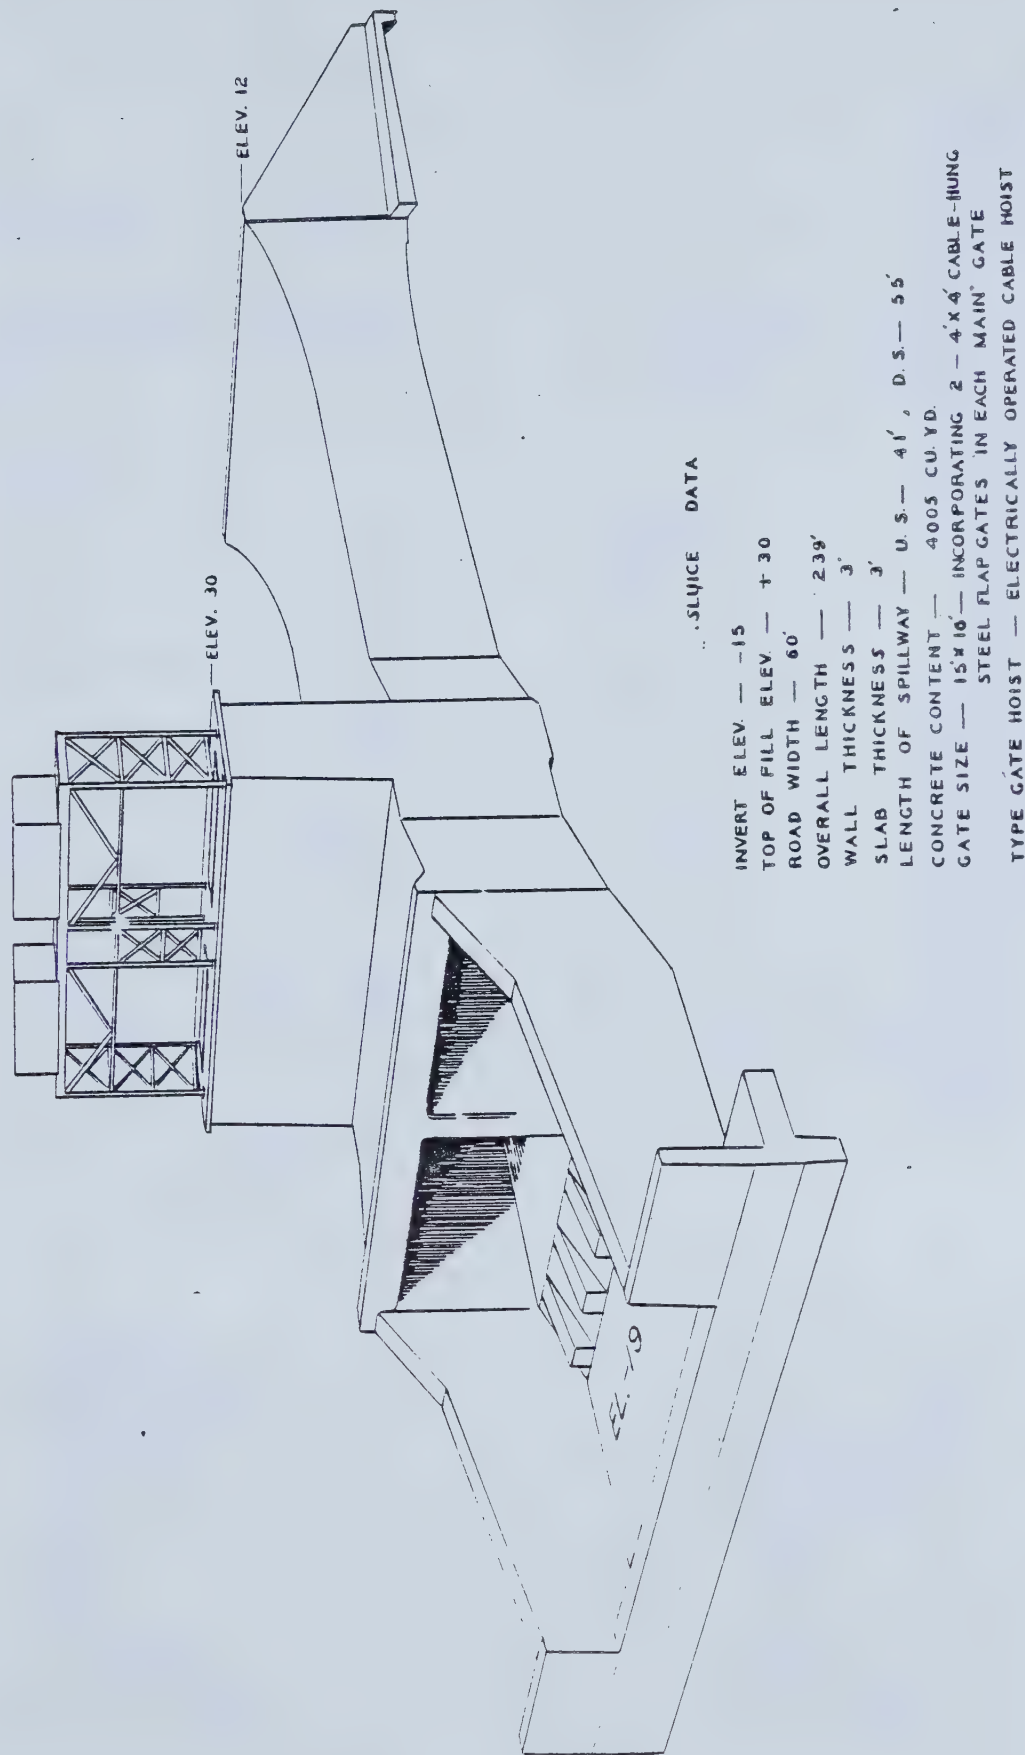 ELEV. 12
ELEV. 30
EL. -19
SLUICE DATA
INVERT ELEV. — -15
TOP OF FILL ELEV. — +30
ROAD WIDTH — 60'
OVERALL LENGTH — 239'
WALL THICKNESS — 3'
SLAB THICKNESS — 3'
LENGTH OF SPILLWAY — U.S. — 41', D.S. — 55'
CONCRETE CONTENT — 4005 CU. YD.
GATE SIZE — 15' x 18' — INCORPORATING 2 - 4' X 4' CABLE-HUNG
STEEL FLAP GATES IN EACH MAIN GATE
TYPE GATE HOIST — ELECTRICALLY OPERATED CABLE HOIST